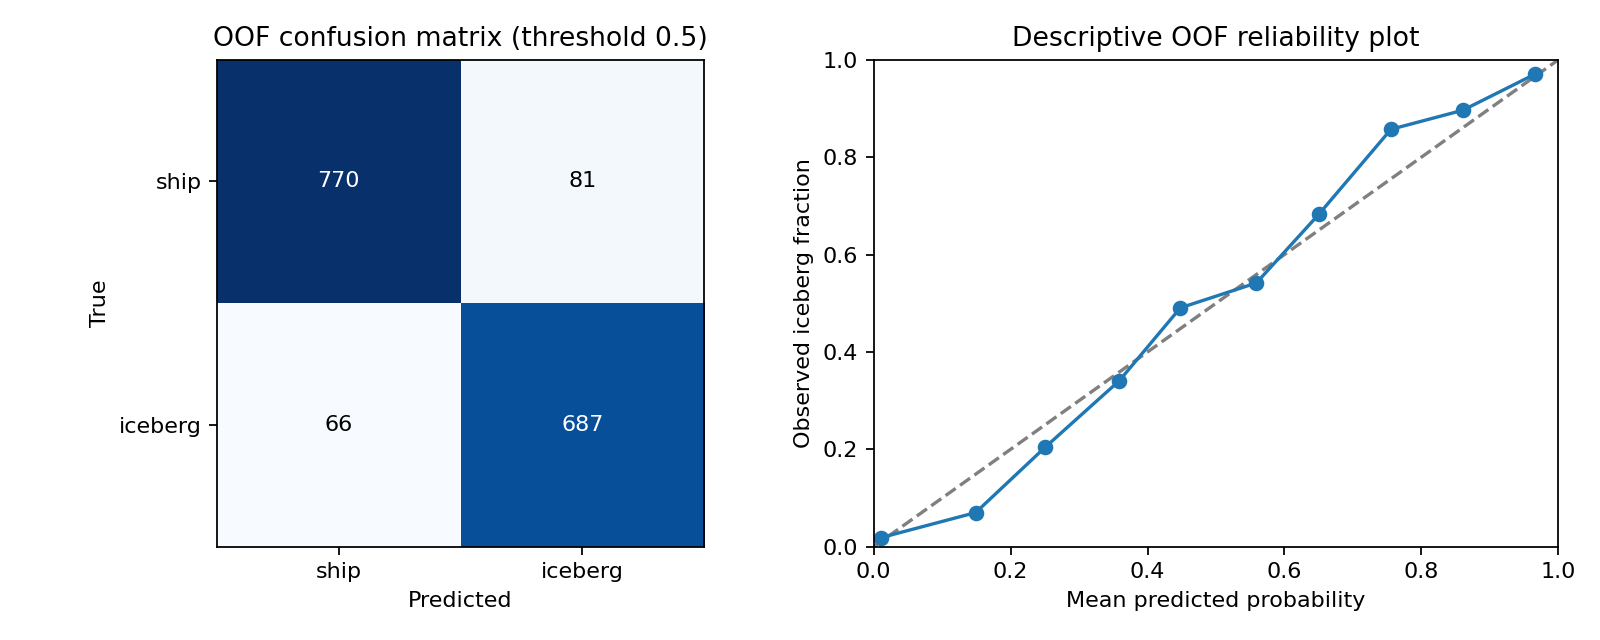 OOF confusion matrix (threshold 0.5)
True
ship
iceberg
770
81
66
687
ship
iceberg
Predicted
Descriptive OOF reliability plot
Observed iceberg fraction
1.0
0.8
0.6
0.4
0.2
0.0
0.0
0.2
0.4
0.6
0.8
1.0
Mean predicted probability